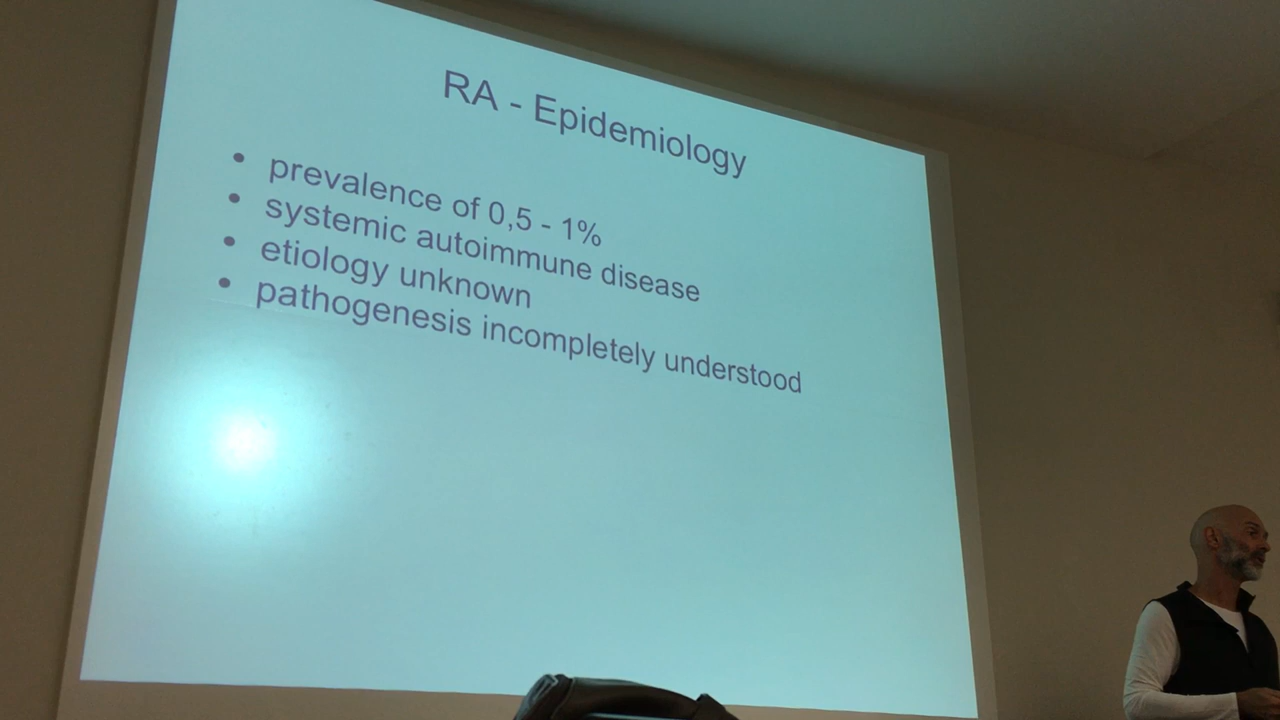 RA - Epidemiology
• prevalence of 0,5 - 1%
• systemic autoimmune disease
• etiology unknown
• pathogenesis incompletely understood